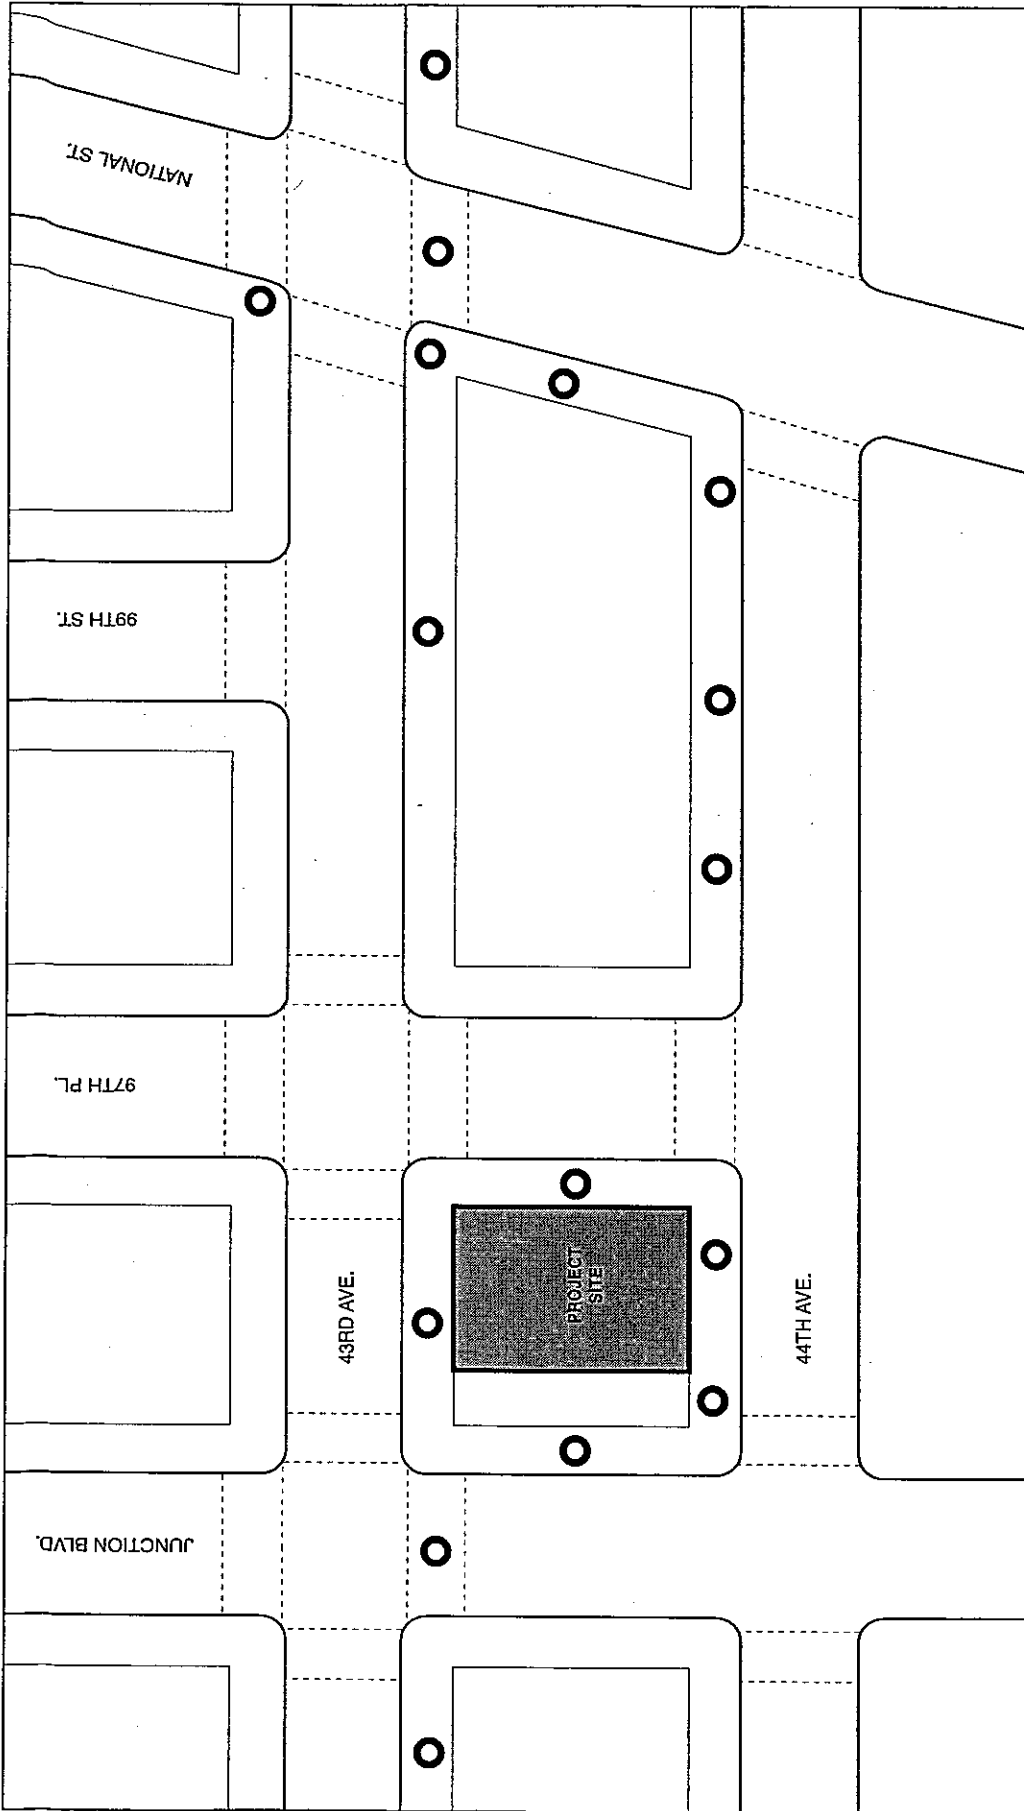 NATIONAL ST.
99TH ST.
97TH PL.
43RD AVE.
PROJECT
SITE
44TH AVE.
JUNCTION BLVD.